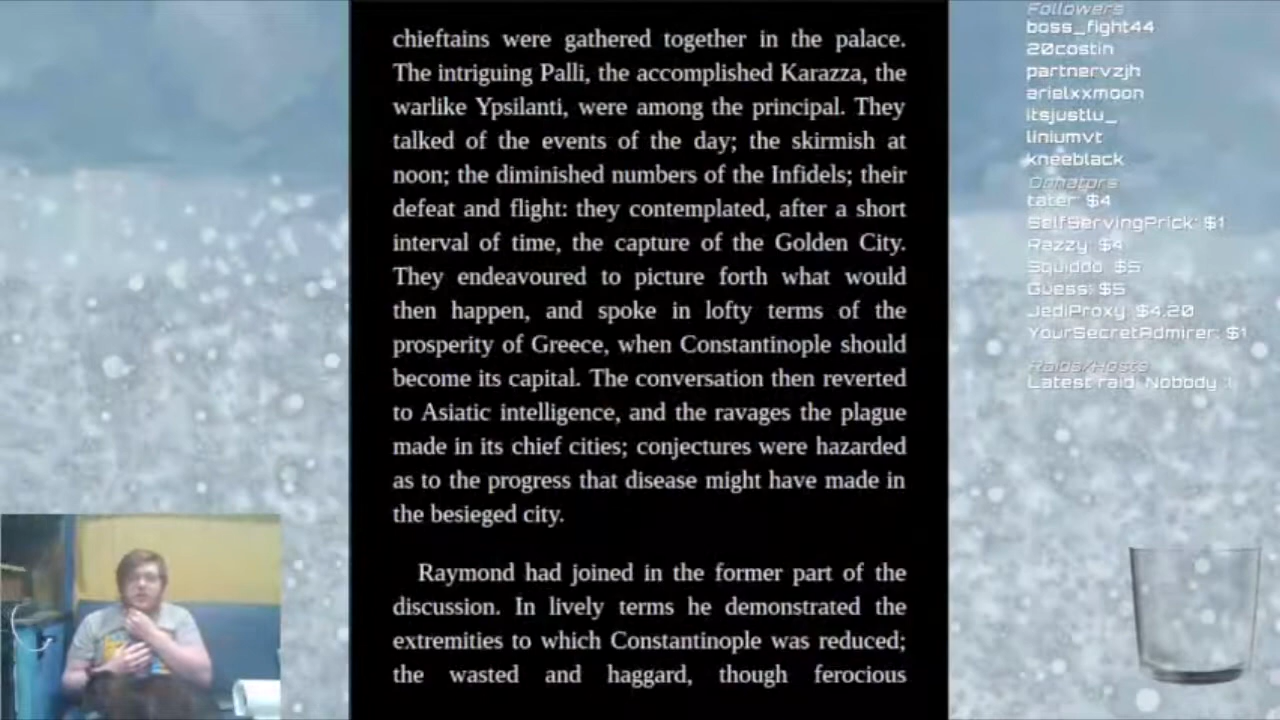 chieftains were gathered together in the palace.
The intriguing Palli, the accomplished Karazza, the
warlike Ypsilanti, were among the principal. They
talked of the events of the day; the skirmish at
noon; the diminished numbers of the Infidels; their
defeat and flight: they contemplated, after a short
interval of time, the capture of the Golden City.
They endeavoured to picture forth what would
then happen, and spoke in lofty terms of the
prosperity of Greece, when Constantinople should
become its capital. The conversation then reverted
to Asiatic intelligence, and the ravages the plague
made in its chief cities; conjectures were hazarded
as to the progress that disease might have made in
the besieged city.
Raymond had joined in the former part of the
discussion. In lively terms he demonstrated the
extremities to which Constantinople was reduced;
the wasted and haggard, though ferocious
Followers
boss_fight44
20costin
partnervzjh
arielxxmoon
itsjustlu_
liniumvt
kneeblack
Donators
tater: $4
SelfServingPrick: $1
Razzy: $4
Squiddo: $5
Guess: $5
JediProxy: $4.20
YourSecretAdmirer: $1
Raids/Hosts
Latest raid: Nobody :(